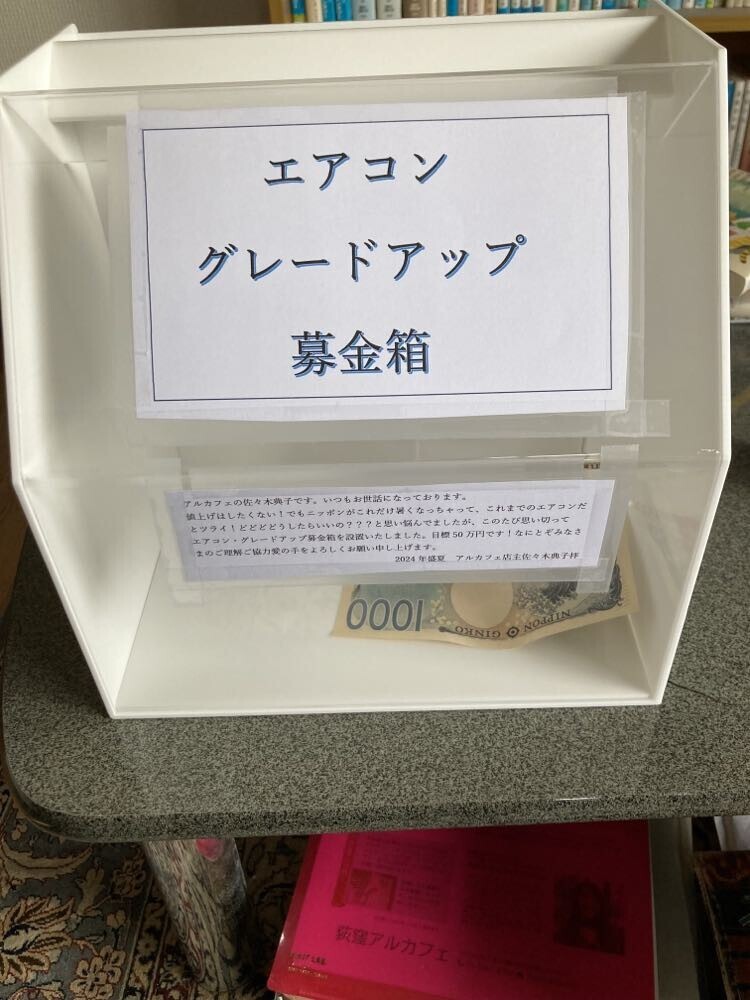 エアコン
グレードアップ
募金箱
アルカフェの佐々木典子です。いつもお世話になっております。
値上げはしたくない！でもニッポンがこれだけ暑くなっちゃって、これまでのエアコンだ
とツライ！どどどどうしたらいいの？？？と思い悩んでましたが、このたび思い切って
エアコン・グレードアップ募金箱を設置いたしました。目標50万円です！なにとぞみなさ
まのご理解ご協力愛の手をよろしくお願い申し上げます。
2024年盛夏　アルカフェ店主佐々木典子拝
1000
NIPPON GINKO
荻窪アルカフェ